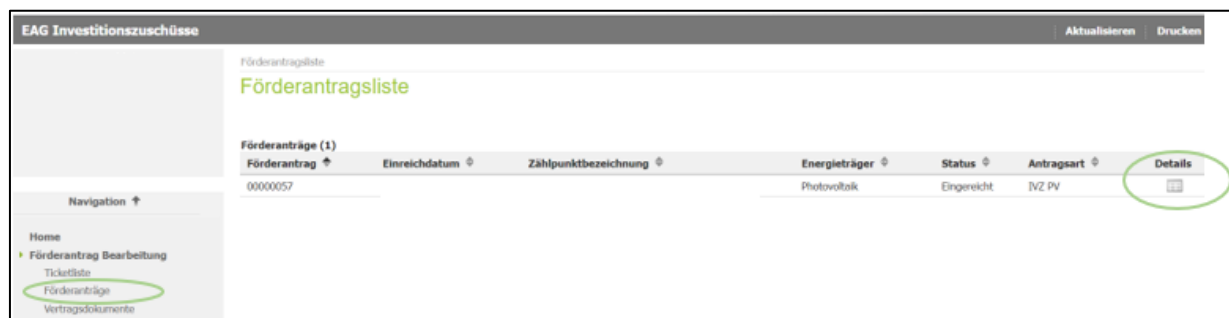 EAG Investitionszuschüsse Aktualisieren Drucken
Förderantragsliste
Förderantragsliste
Förderanträge (1)
Förderantrag Einreichdatum Zählpunktbezeichnung Energieträger Status Antragsart Details
00000057 Photovoltaik Eingereicht IVZ PV
Navigation
Home
Förderantrag Bearbeitung
Ticketliste
Förderanträge
Vertragsdokumente